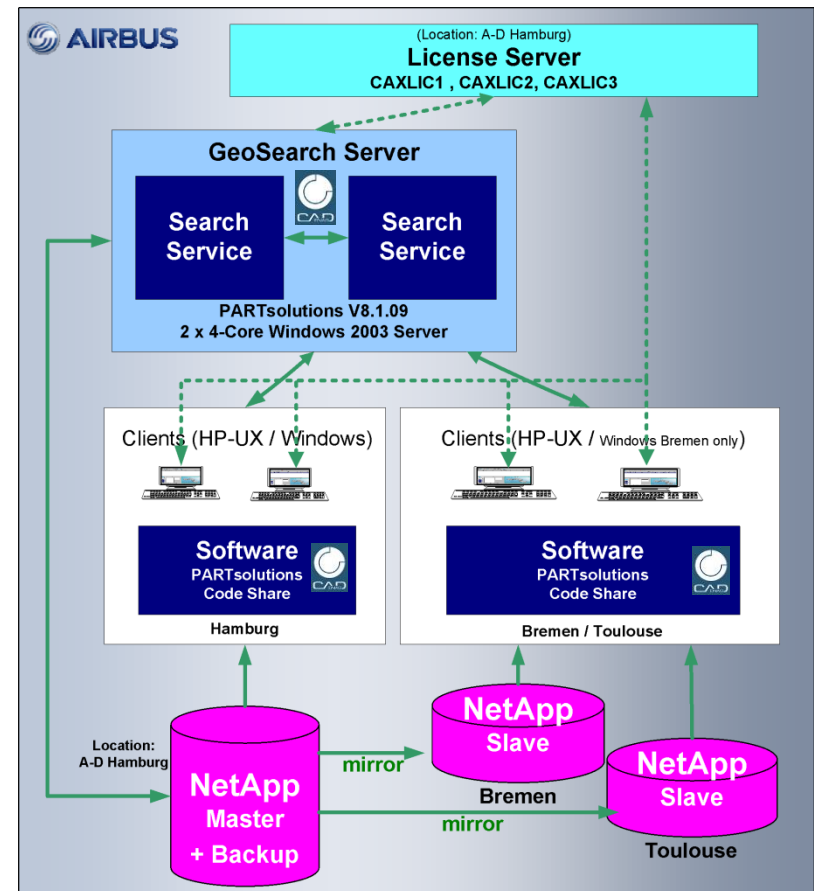 AIRBUS
(Location: A-D Hamburg)
License Server
CAXLIC1 , CAXLIC2, CAXLIC3
GeoSearch Server
CAD
Search
Service
Search
Service
PARTsolutions V8.1.09
2 x 4-Core Windows 2003 Server
Clients (HP-UX / Windows)
Clients (HP-UX / Windows Bremen only)
Software
PARTsolutions
Code Share
CAD
Hamburg
Software
PARTsolutions
Code Share
CAD
Bremen / Toulouse
Location:
A-D Hamburg
NetApp
Master
+ Backup
mirror
mirror
NetApp
Slave
Bremen
NetApp
Slave
Toulouse